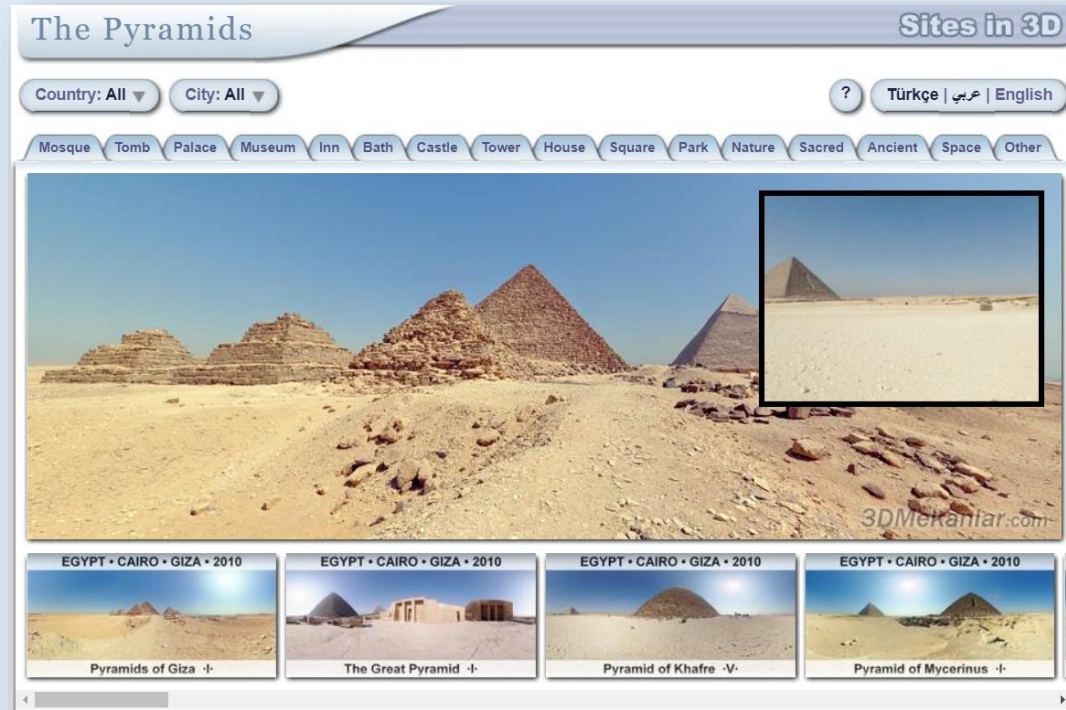 The Pyramids
Sites in 3D
Country: All
City: All
?
Türkçe | عربي | English
Mosque
Tomb
Palace
Museum
Inn
Bath
Castle
Tower
House
Square
Park
Nature
Sacred
Ancient
Space
Other
3DMekanlar.com
EGYPT • CAIRO • GIZA • 2010
Pyramids of Giza ·I·
EGYPT • CAIRO • GIZA • 2010
The Great Pyramid ·I·
EGYPT • CAIRO • GIZA • 2010
Pyramid of Khafre ·V·
EGYPT • CAIRO • GIZA • 2010
Pyramid of Mycerinus ·I·